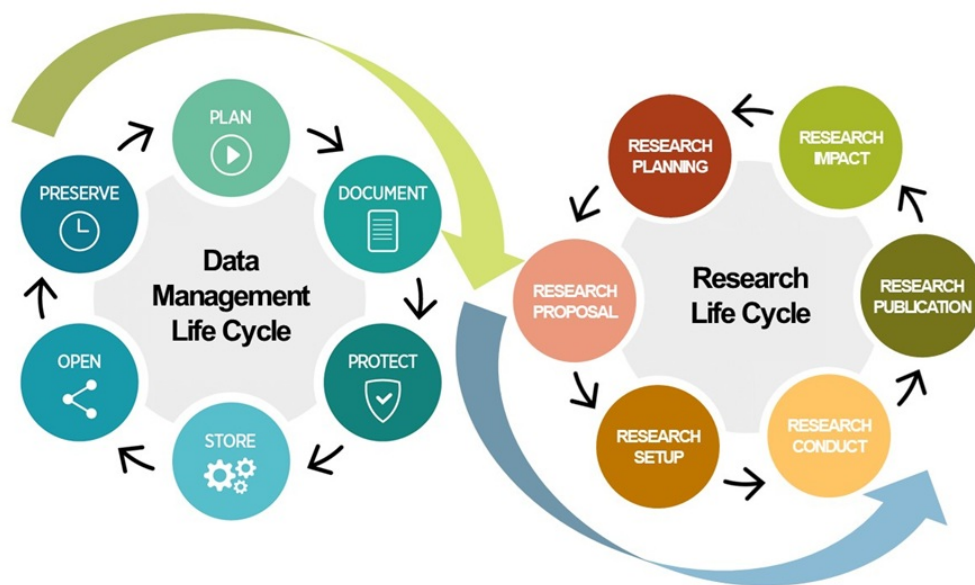 PLAN
DOCUMENT
PROTECT
STORE
OPEN
PRESERVE
Data
Management
Life Cycle
RESEARCH
PLANNING
RESEARCH
PROPOSAL
RESEARCH
SETUP
RESEARCH
CONDUCT
RESEARCH
PUBLICATION
RESEARCH
IMPACT
Research
Life Cycle